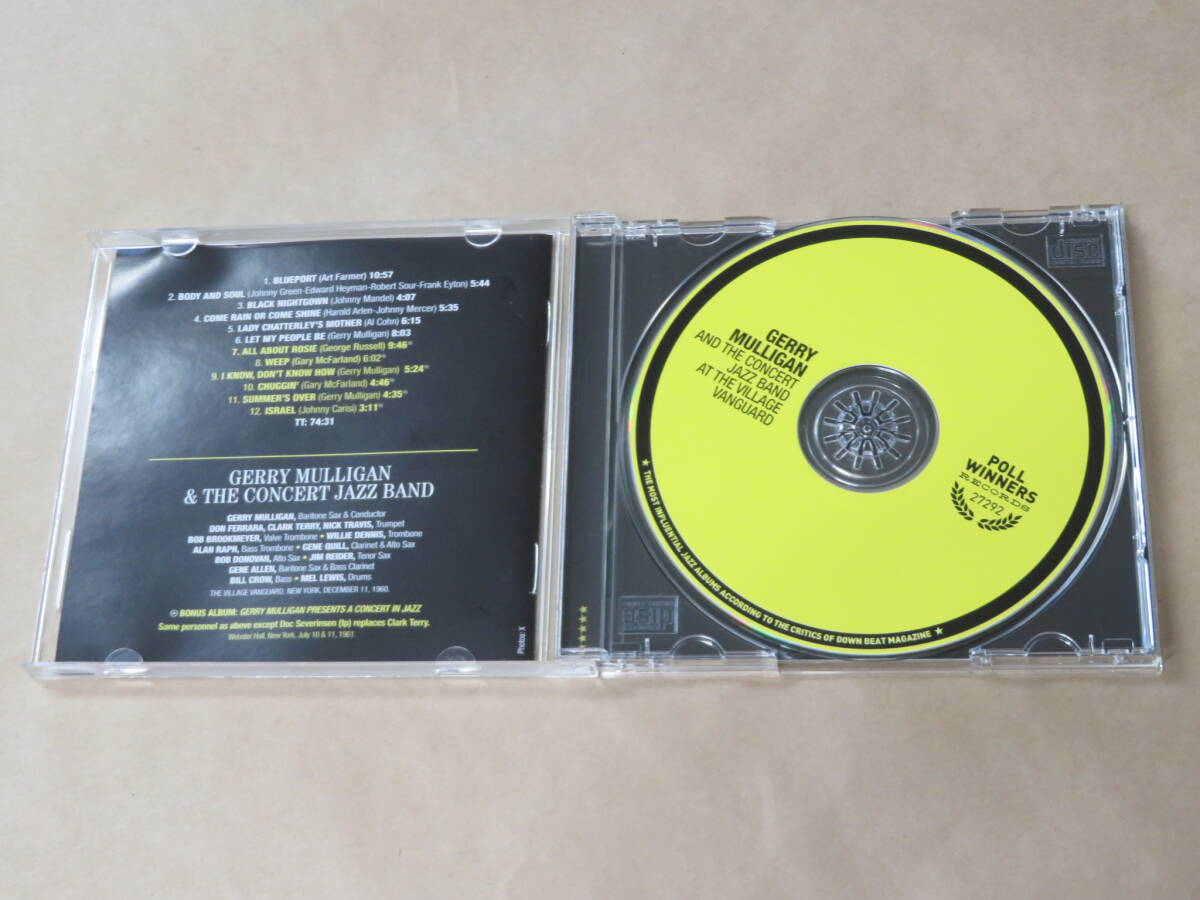 1. BLUEPORT (Art Farmer) 10:57
2. BODY AND SOUL (Johnny Green-Edward Heyman-Robert Sour-Frank Eyton) 5:44
3. BLACK NIGHTGOWN (Johnny Mandel) 4:07
4. COME RAIN OR COME SHINE (Harold Arlen-Johnny Mercer) 5:35
5. LADY CHATTERLEY'S MOTHER (Al Cohn) 6:15
6. LET MY PEOPLE BE (Gerry Mulligan) 8:03
7. ALL ABOUT ROSIE (George Russell) 9:46
8. WEEP (Gary McFarland) 6:02
9. I KNOW, DON'T KNOW HOW (Gerry Mulligan) 5:24
10. CHUGGIN' (Gary McFarland) 4:46
11. SUMMER'S OVER (Gerry Mulligan) 4:35
12. ISRAEL (Johnny Carisi) 3:11
TT: 74:31
GERRY MULLIGAN
& THE CONCERT JAZZ BAND
GERRY MULLIGAN, Baritone Sax & Conductor
DON FERRARA, CLARK TERRY, NICK TRAVIS, Trumpet
BOB BROOKMEYER, Valve Trombone • WILLIE DENNIS, Trombone
ALAN RAPH, Bass Trombone • GENE QUILL, Clarinet & Alto Sax
BOB DONOVAN, Alto Sax • JIM REIDER, Tenor Sax
GENE ALLEN, Baritone Sax & Bass Clarinet
BILL CROW, Bass • MEL LEWIS, Drums
THE VILLAGE VANGUARD, NEW YORK, DECEMBER 11, 1960.
BONUS ALBUM: GERRY MULLIGAN PRESENTS A CONCERT IN JAZZ
Same personnel as above except Doc Severinsen (tp) replaces Clark Terry.
Webster Hall, New York, July 10 & 11, 1961.
Photos: X
GERRY
MULLIGAN
AND THE CONCERT
JAZZ BAND
AT THE VILLAGE
VANGUARD
POLL
WINNERS
RECORDS
27292
★ THE MOST INFLUENTIAL JAZZ ALBUMS ACCORDING TO THE CRITICS OF DOWN BEAT MAGAZINE ★
disc